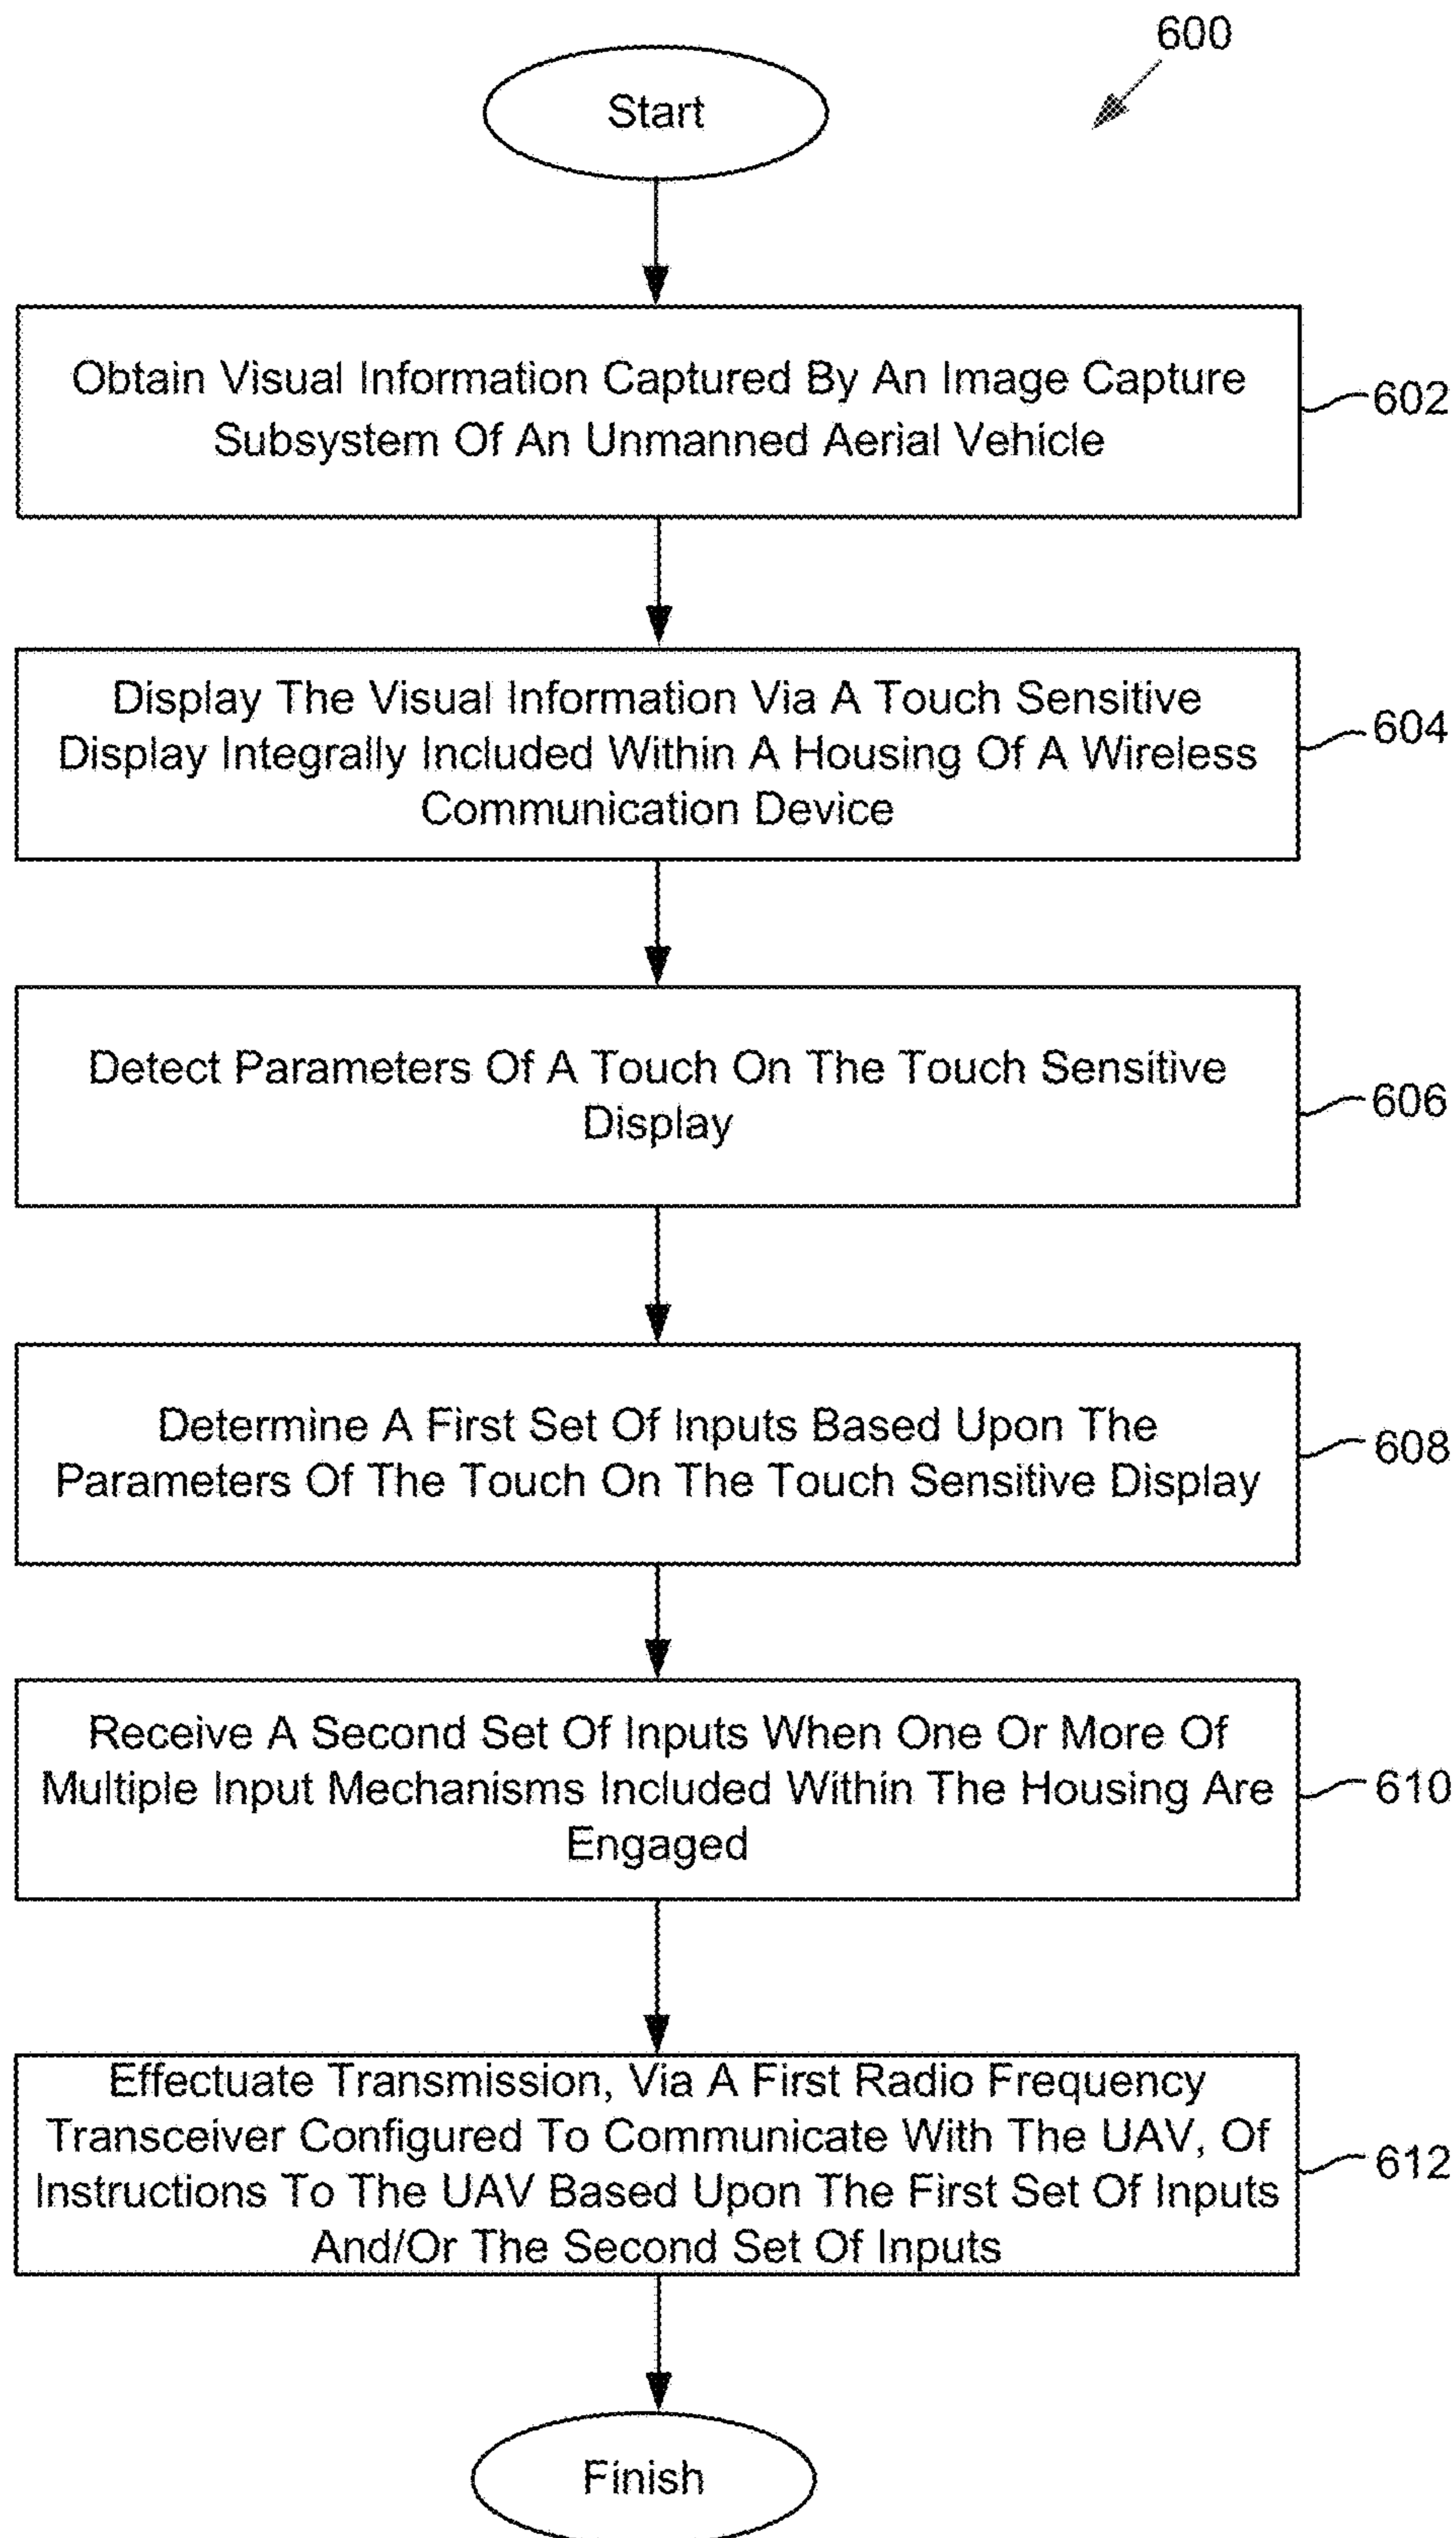 600
Start
Obtain Visual Information Captured By An Image Capture
Subsystem Of An Unmanned Aerial Vehicle
602
Display The Visual Information Via A Touch Sensitive
Display Integrally Included Within A Housing Of A Wireless
Communication Device
604
Detect Parameters Of A Touch On The Touch Sensitive
Display
606
Determine A First Set Of Inputs Based Upon The
Parameters Of The Touch On The Touch Sensitive Display
608
Receive A Second Set Of Inputs When One Or More Of
Multiple Input Mechanisms Included Within The Housing Are
Engaged
610
Effectuate Transmission, Via A First Radio Frequency
Transceiver Configured To Communicate With The UAV, Of
Instructions To The UAV Based Upon The First Set Of Inputs
And/Or The Second Set Of Inputs
612
Finish